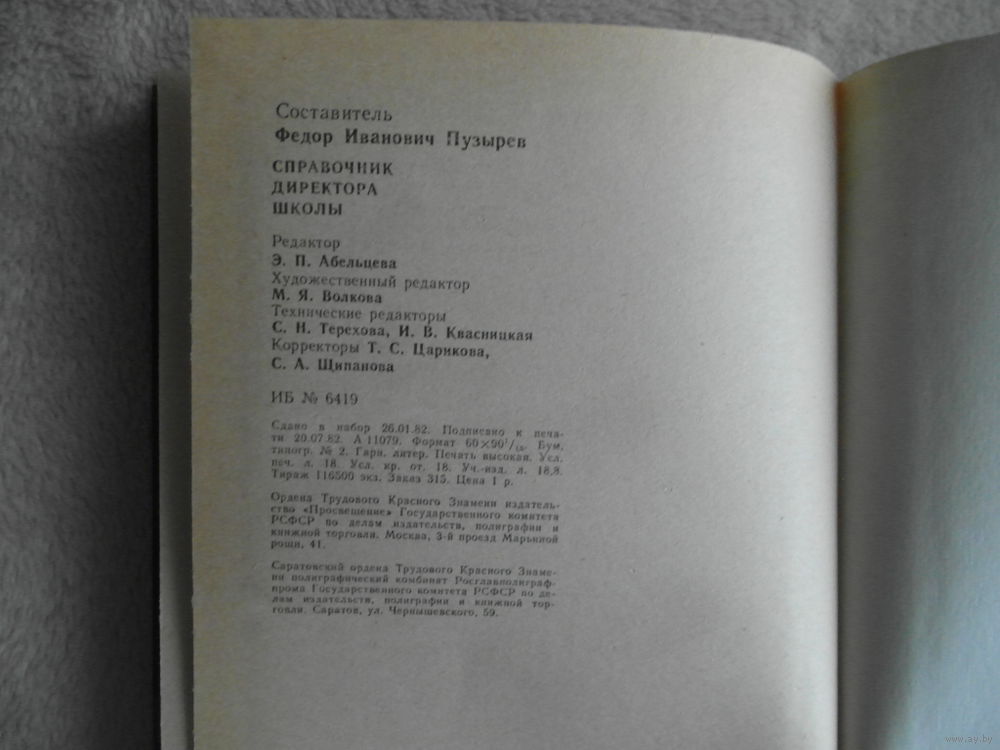 Составитель
Федор Иванович Пузырев
СПРАВОЧНИК
ДИРЕКТОРА
ШКОЛЫ
Редактор
Э. П. Абельцева
Художественный редактор
М. Я. Волкова
Технические редакторы
С. Н. Терехова, И. В. Квасницкая
Корректоры Т. С. Царикова,
С. А. Щипанова
ИБ № 6419
Сдано в набор 26.01.82. Подписано к печа-
ти 20.07.82. А 11079. Формат 60×90¹/₁₆. Бум.
типогр. № 2. Гарн. литер. Печать высокая. Усл.
печ. л. 18. Усл. кр. от. 18. Уч.-изд. л. 18,8.
Тираж 116500 экз. Заказ 315. Цена 1 р.
Ордена Трудового Красного Знамени издатель-
ство «Просвещение» Государственного комитета
РСФСР по делам издательств, полиграфии и
книжной торговли. Москва, 3-й проезд Марьиной
рощи, 41.
Саратовский ордена Трудового Красного Знаме-
ни полиграфический комбинат Росглавполиграф-
прома Государственного комитета РСФСР по де-
лам издательств, полиграфии и книжной тор-
говли. Саратов, ул. Чернышевского, 59.
www.ay.by